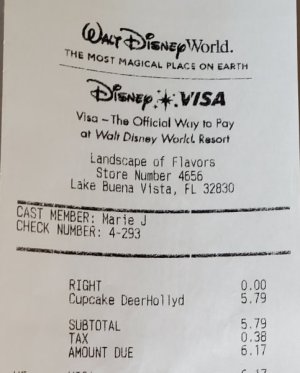 WALT DISNEY World.
THE MOST MAGICAL PLACE ON EARTH
DISNEY VISA
Visa – The Official Way to Pay
at Walt Disney World Resort
Landscape of Flavors
Store Number 4656
Lake Buena Vista, FL 32830
CAST MEMBER: Marie J
CHECK NUMBER: 4-293
RIGHT 0.00
Cupcake DeerHollyd 5.79
SUBTOTAL 5.79
TAX 0.38
AMOUNT DUE 6.17